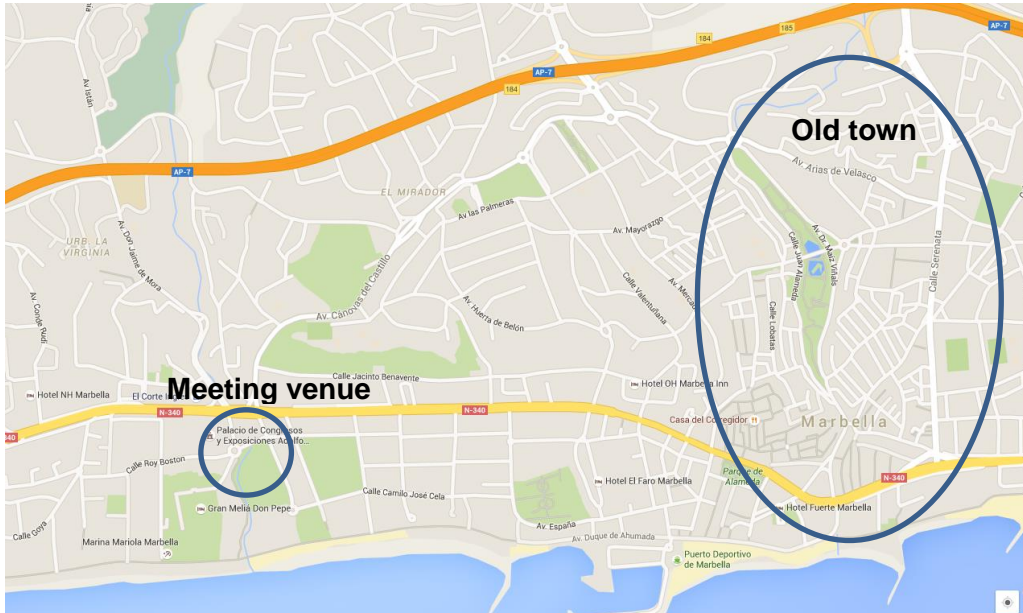 AP-7
184
185
AP-7
AP-7
184
Av Istán
Old town
Av. Arias de Velasco
AP-7
EL MIRADOR
Av las Palmeras
Av. Mayorazgo
URB. LA
VIRGINIA
Av. Don Jaime de Mora
Av. Dr. Maíz Viñals
Calle Juan Alameda
Calle Serenata
Av. Cánovas del Castillo
Calle Valentuñana
Av. Mercado
Av. Conde Rudi
Av. Huerta de Belón
Calle Lobatas
Calle Jacinto Benavente
Meeting venue
Hotel OH Marbella Inn
Hotel NH Marbella
El Corte Inglés
N-340
N-340
Casa del Corregidor
Marbella
Palacio de Congresos
y Exposiciones Adolfo...
340
Calle Roy Boston
Parque de
Alameda
N-340
Hotel El Faro Marbella
Calle Camilo José Cela
Gran Meliá Don Pepe
Hotel Fuerte Marbella
Calle Goya
Av. España
Marina Mariola Marbella
Av. Duque de Ahumada
Puerto Deportivo
de Marbella